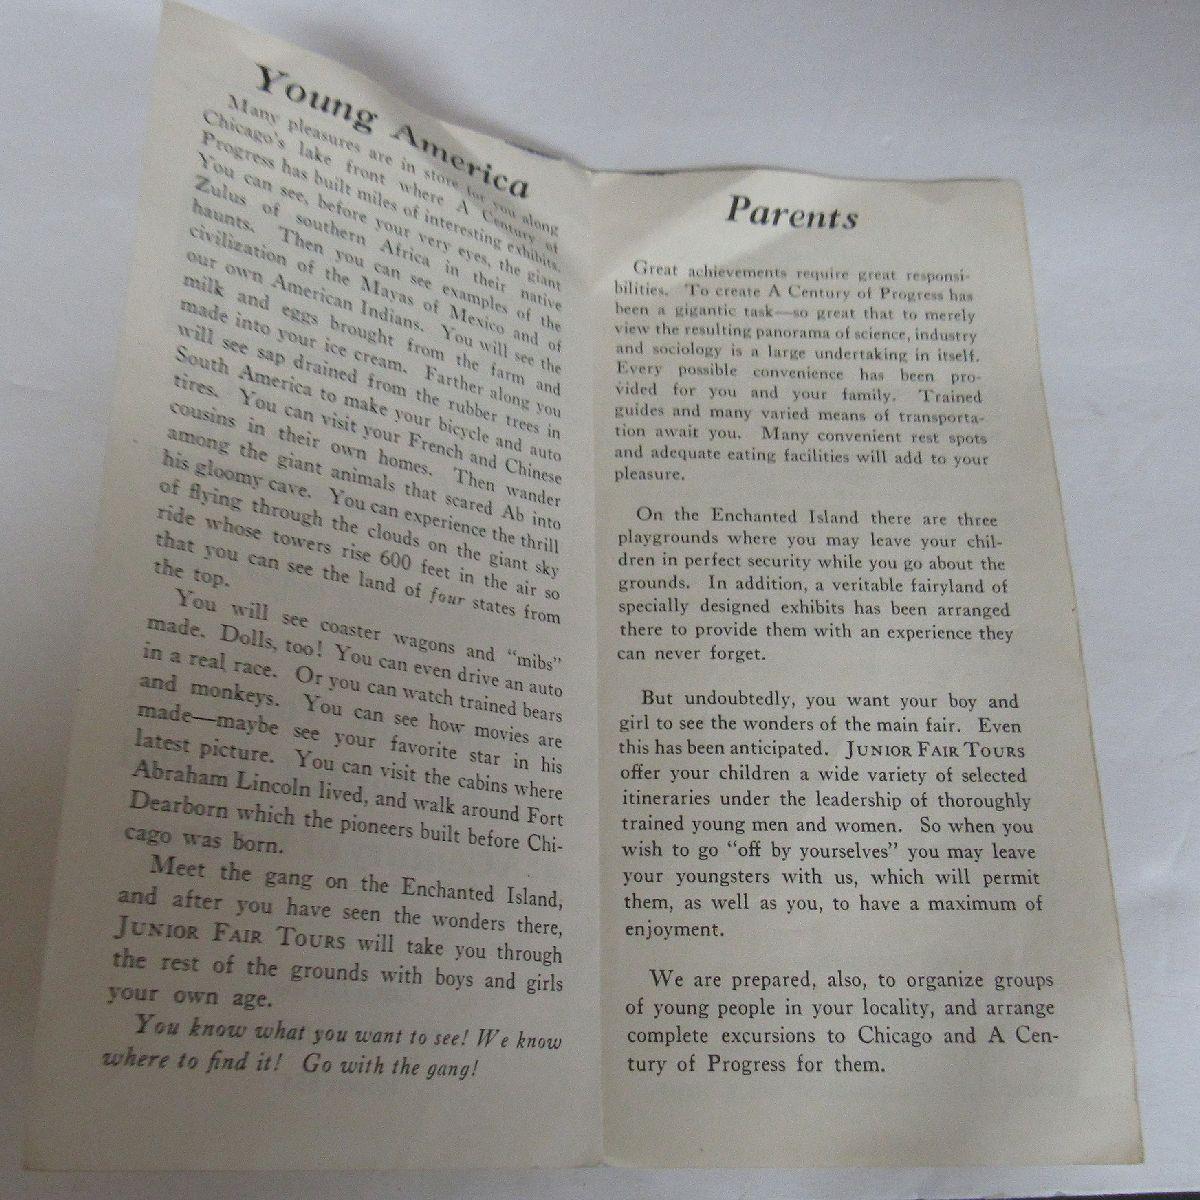 Young America
Many pleasures are in store for you along
Chicago's lake front where A Century of
Progress has built miles of interesting exhibits.
You can see, before your very eyes, the giant
Zulus of southern Africa in their native
haunts. Then you can see examples of the
civilization of the Mayas of Mexico and of
our own American Indians. You will see the
milk and eggs brought from the farm and
made into your ice cream. Farther along you
will see sap drained from the rubber trees in
South America to make your bicycle and auto
tires. You can visit your French and Chinese
cousins in their own homes. Then wander
among the giant animals that scared Ab into
his gloomy cave. You can experience the thrill
of flying through the clouds on the giant sky
ride whose towers rise 600 feet in the air so
that you can see the land of four states from
the top.
You will see coaster wagons and "mibs"
made. Dolls, too! You can even drive an auto
in a real race. Or you can watch trained bears
and monkeys. You can see how movies are
made—maybe see your favorite star in his
latest picture. You can visit the cabins where
Abraham Lincoln lived, and walk around Fort
Dearborn which the pioneers built before Chi-
cago was born.
Meet the gang on the Enchanted Island,
and after you have seen the wonders there,
JUNIOR FAIR TOURS will take you through
the rest of the grounds with boys and girls
your own age.
You know what you want to see! We know
where to find it! Go with the gang!
Parents
Great achievements require great responsi-
bilities. To create A Century of Progress has
been a gigantic task—so great that to merely
view the resulting panorama of science, industry
and sociology is a large undertaking in itself.
Every possible convenience has been pro-
vided for you and your family. Trained
guides and many varied means of transporta-
tion await you. Many convenient rest spots
and adequate eating facilities will add to your
pleasure.
On the Enchanted Island there are three
playgrounds where you may leave your chil-
dren in perfect security while you go about the
grounds. In addition, a veritable fairyland of
specially designed exhibits has been arranged
there to provide them with an experience they
can never forget.
But undoubtedly, you want your boy and
girl to see the wonders of the main fair. Even
this has been anticipated. JUNIOR FAIR TOURS
offer your children a wide variety of selected
itineraries under the leadership of thoroughly
trained young men and women. So when you
wish to go "off by yourselves" you may leave
your youngsters with us, which will permit
them, as well as you, to have a maximum of
enjoyment.
We are prepared, also, to organize groups
of young people in your locality, and arrange
complete excursions to Chicago and A Cen-
tury of Progress for them.